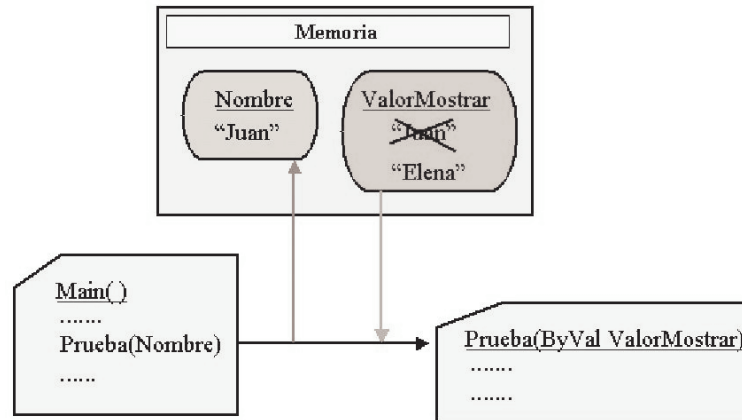 Memoria
Nombre
“Juan”
ValorMostrar
“Juan”
“Elena”
Main( )
.......
Prueba(Nombre)
......
Prueba(ByVal ValorMostrar)
.......
.......